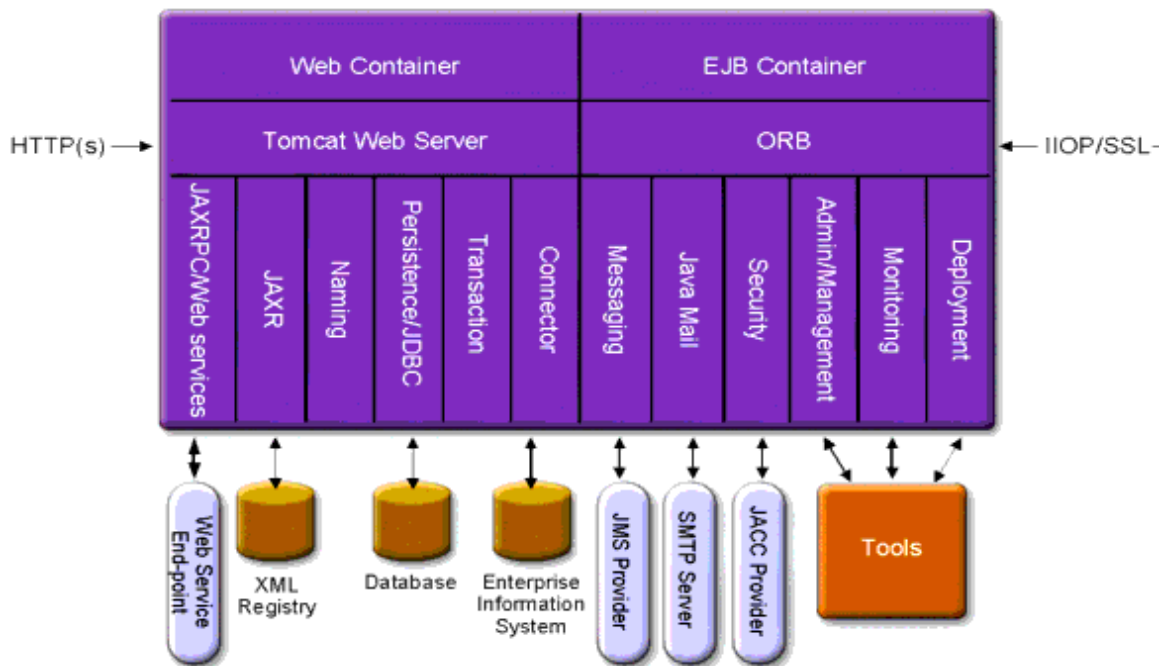 Web Container
EJB Container
HTTP(s)
Tomcat Web Server
ORB
IIOP/SSL-
JAXRPC/Web services
JAXR
Naming
Persistence/JDBC
Transaction
Connector
Messaging
Java Mail
Security
Admin/Management
Monitoring
Deployment
Web Service
End-point
XML
Registry
Database
Enterprise
Information
System
JMS Provider
SMTP Server
JACC Provider
Tools